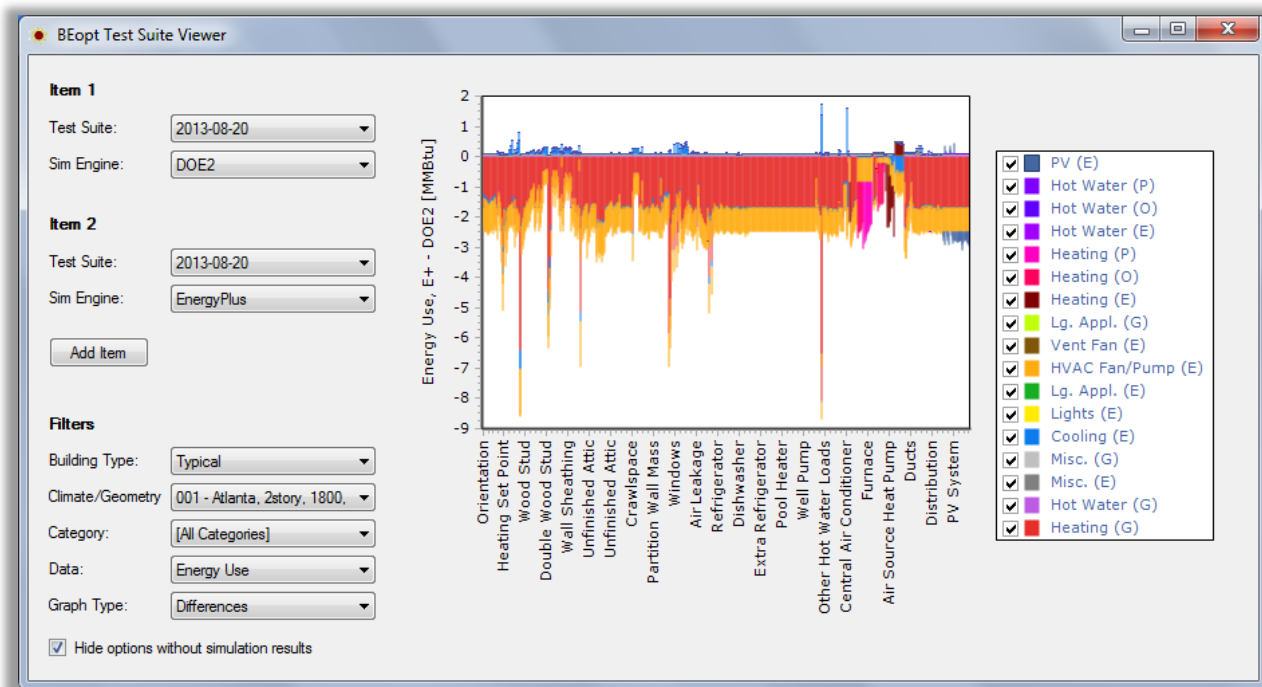 BEopt Test Suite Viewer
Item 1
Test Suite: 2013-08-20
Sim Engine: DOE2
Item 2
Test Suite: 2013-08-20
Sim Engine: EnergyPlus
Add Item
Filters
Building Type: Typical
Climate/Geometry 001 - Atlanta, 2story, 1800,
Category: [All Categories]
Data: Energy Use
Graph Type: Differences
Hide options without simulation results
Energy Use, E+ - DOE2 [MMBtu]
2
1
0
-1
-2
-3
-4
-5
-6
-7
-8
-9
Orientation
Heating Set Point
Wood Stud
Double Wood Stud
Wall Sheathing
Unfinished Attic
Unfinished Attic
Crawlspace
Partition Wall Mass
Windows
Air Leakage
Refrigerator
Dishwasher
Extra Refrigerator
Pool Heater
Well Pump
Other Hot Water Loads
Central Air Conditioner
Furnace
Air Source Heat Pump
Ducts
Distribution
PV System
PV (E)
Hot Water (P)
Hot Water (O)
Hot Water (E)
Heating (P)
Heating (O)
Heating (E)
Lg. Appl. (G)
Vent Fan (E)
HVAC Fan/Pump (E)
Lg. Appl. (E)
Lights (E)
Cooling (E)
Misc. (G)
Misc. (E)
Hot Water (G)
Heating (G)